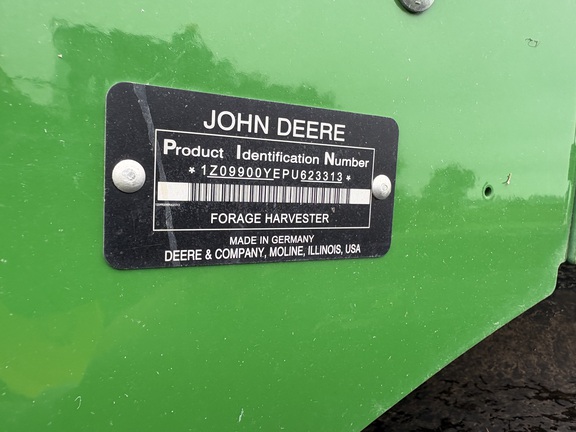 JOHN DEERE
Product Identification Number
*1Z09900YEPU623313*
FORAGE HARVESTER
MADE IN GERMANY
DEERE & COMPANY, MOLINE, ILLINOIS, USA